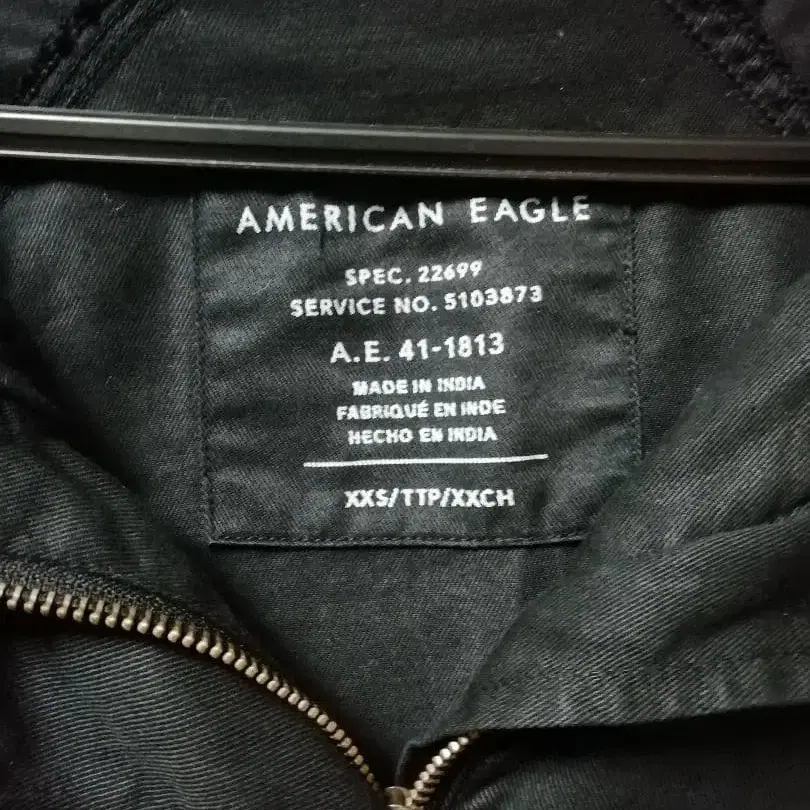 AMERICAN EAGLE
SPEC. 22699
SERVICE NO. 5103873
A.E. 41-1813
MADE IN INDIA
FABRIQUÉ EN INDE
HECHO EN INDIA
XXS/TTP/XXCH